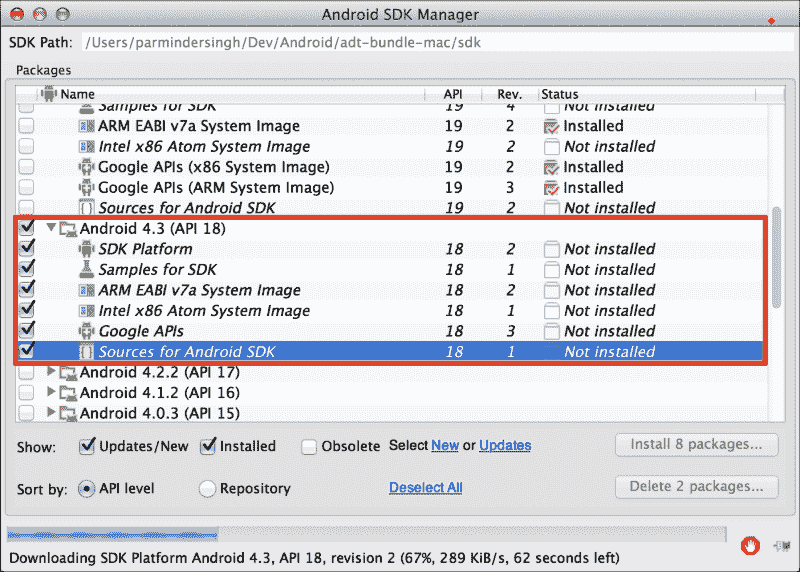 Android SDK Manager
SDK Path: /Users/parmindersingh/Dev/Android/adt-bundle-mac/sdk
Packages
Name API Rev. Status
Samples for SDK 19 4 Not installed
ARM EABI v7a System Image 19 2 Installed
Intel x86 Atom System Image 19 2 Not installed
Google APIs (x86 System Image) 19 2 Installed
Google APIs (ARM System Image) 19 3 Installed
Sources for Android SDK 19 2 Not installed
Android 4.3 (API 18)
SDK Platform 18 2 Not installed
Samples for SDK 18 1 Not installed
ARM EABI v7a System Image 18 2 Not installed
Intel x86 Atom System Image 18 1 Not installed
Google APIs 18 3 Not installed
Sources for Android SDK 18 1 Not installed
Android 4.2.2 (API 17)
Android 4.1.2 (API 16)
Android 4.0.3 (API 15)
Show: Updates/New Installed Obsolete Select New or Updates Install 8 packages...
Sort by: API level Repository Deselect All Delete 2 packages...
Downloading SDK Platform Android 4.3, API 18, revision 2 (67%, 289 KiB/s, 62 seconds left)